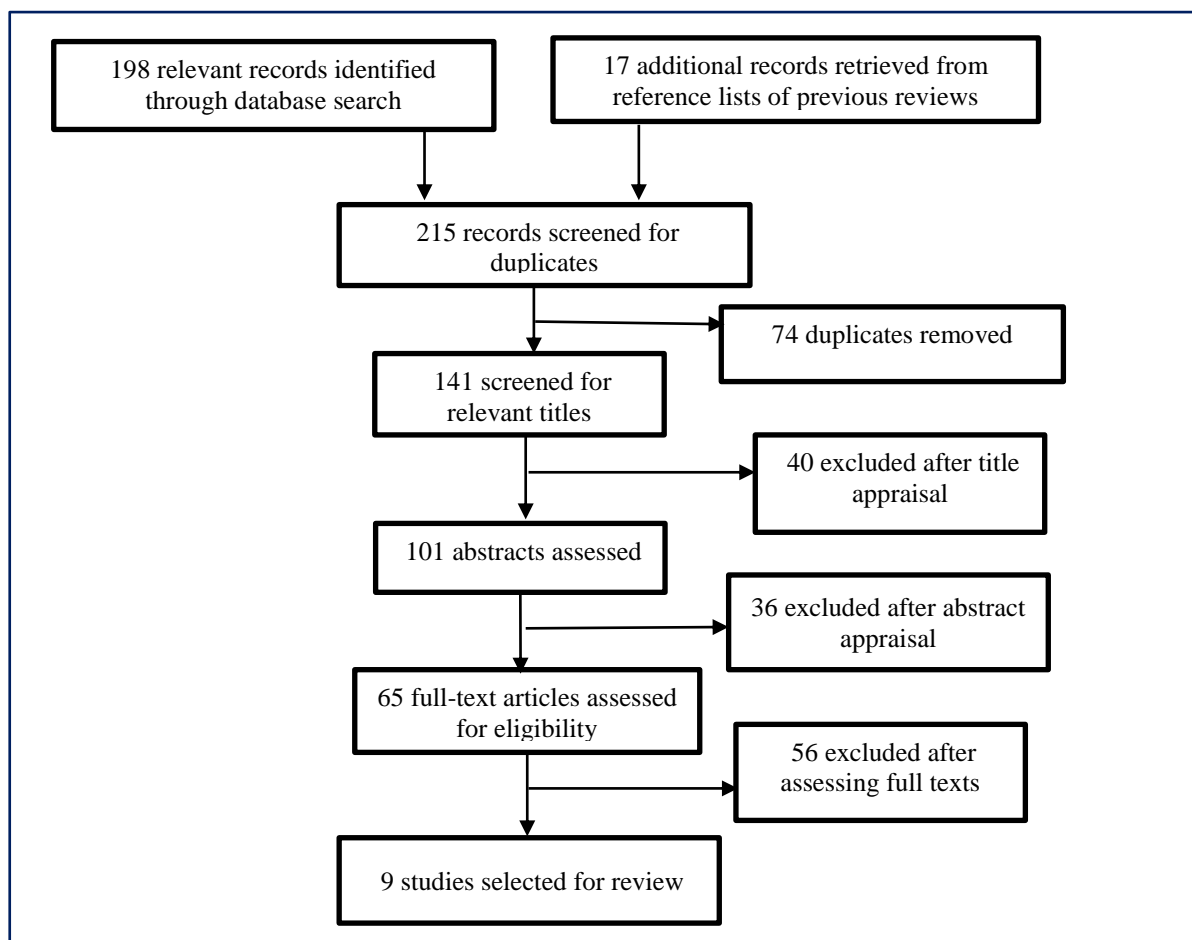 198 relevant records identified
through database search
17 additional records retrieved from
reference lists of previous reviews
215 records screened for
duplicates
74 duplicates removed
141 screened for
relevant titles
40 excluded after title
appraisal
101 abstracts assessed
36 excluded after abstract
appraisal
65 full-text articles assessed
for eligibility
56 excluded after
assessing full texts
9 studies selected for review